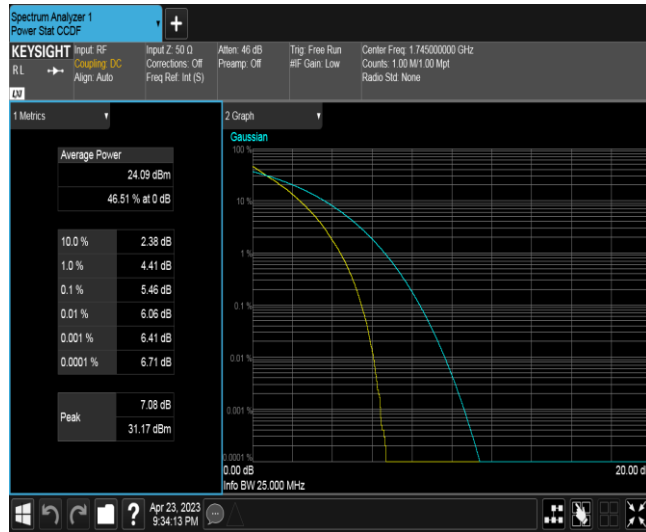 Spectrum Analyzer 1
Power Stat CCDF
+
KEYSIGHT
RL
LXI
Input: RF
Coupling: DC
Align: Auto
Input Z: 50 Ω
Corrections: Off
Freq Ref: Int (S)
Atten: 46 dB
Preamp: Off
Trig: Free Run
#IF Gain: Low
Center Freq: 1.745000000 GHz
Counts: 1.00 M/1.00 Mpt
Radio Std: None
1 Metrics
Average Power
24.09 dBm
46.51 % at 0 dB
10.0 % 2.38 dB
1.0 % 4.41 dB
0.1 % 5.46 dB
0.01 % 6.06 dB
0.001 % 6.41 dB
0.0001 % 6.71 dB
Peak
7.08 dB
31.17 dBm
2 Graph
Gaussian
100 %
10 %
1 %
0.1 %
0.01 %
0.001 %
0.0001 %
0.00 dB
20.00 d
Info BW 25.000 MHz
?
Apr 23, 2023
9:34:13 PM